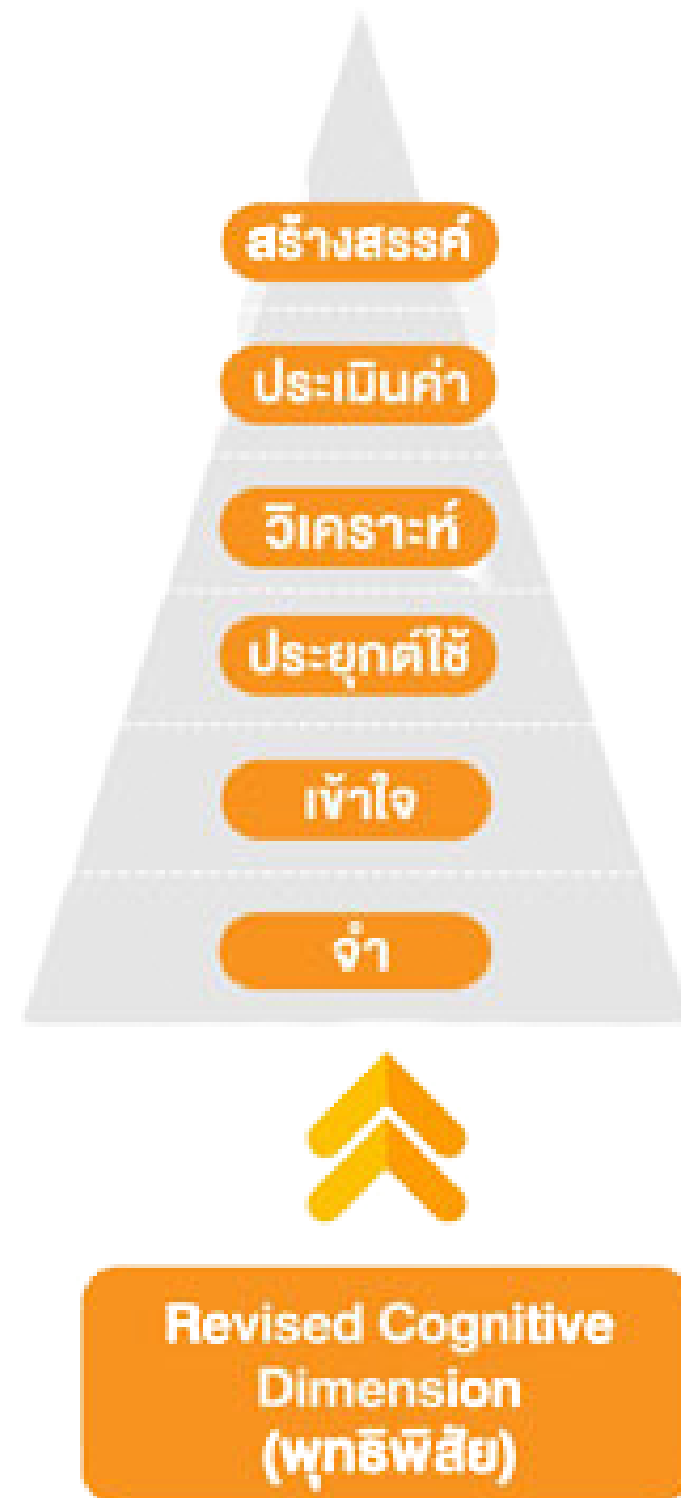 สร้างสรรค์
ประเมินค่า
วิเคราะห์
ประยุกต์ใช้
เข้าใจ
จำ
Revised Cognitive
Dimension
(พุทธิพิสัย)